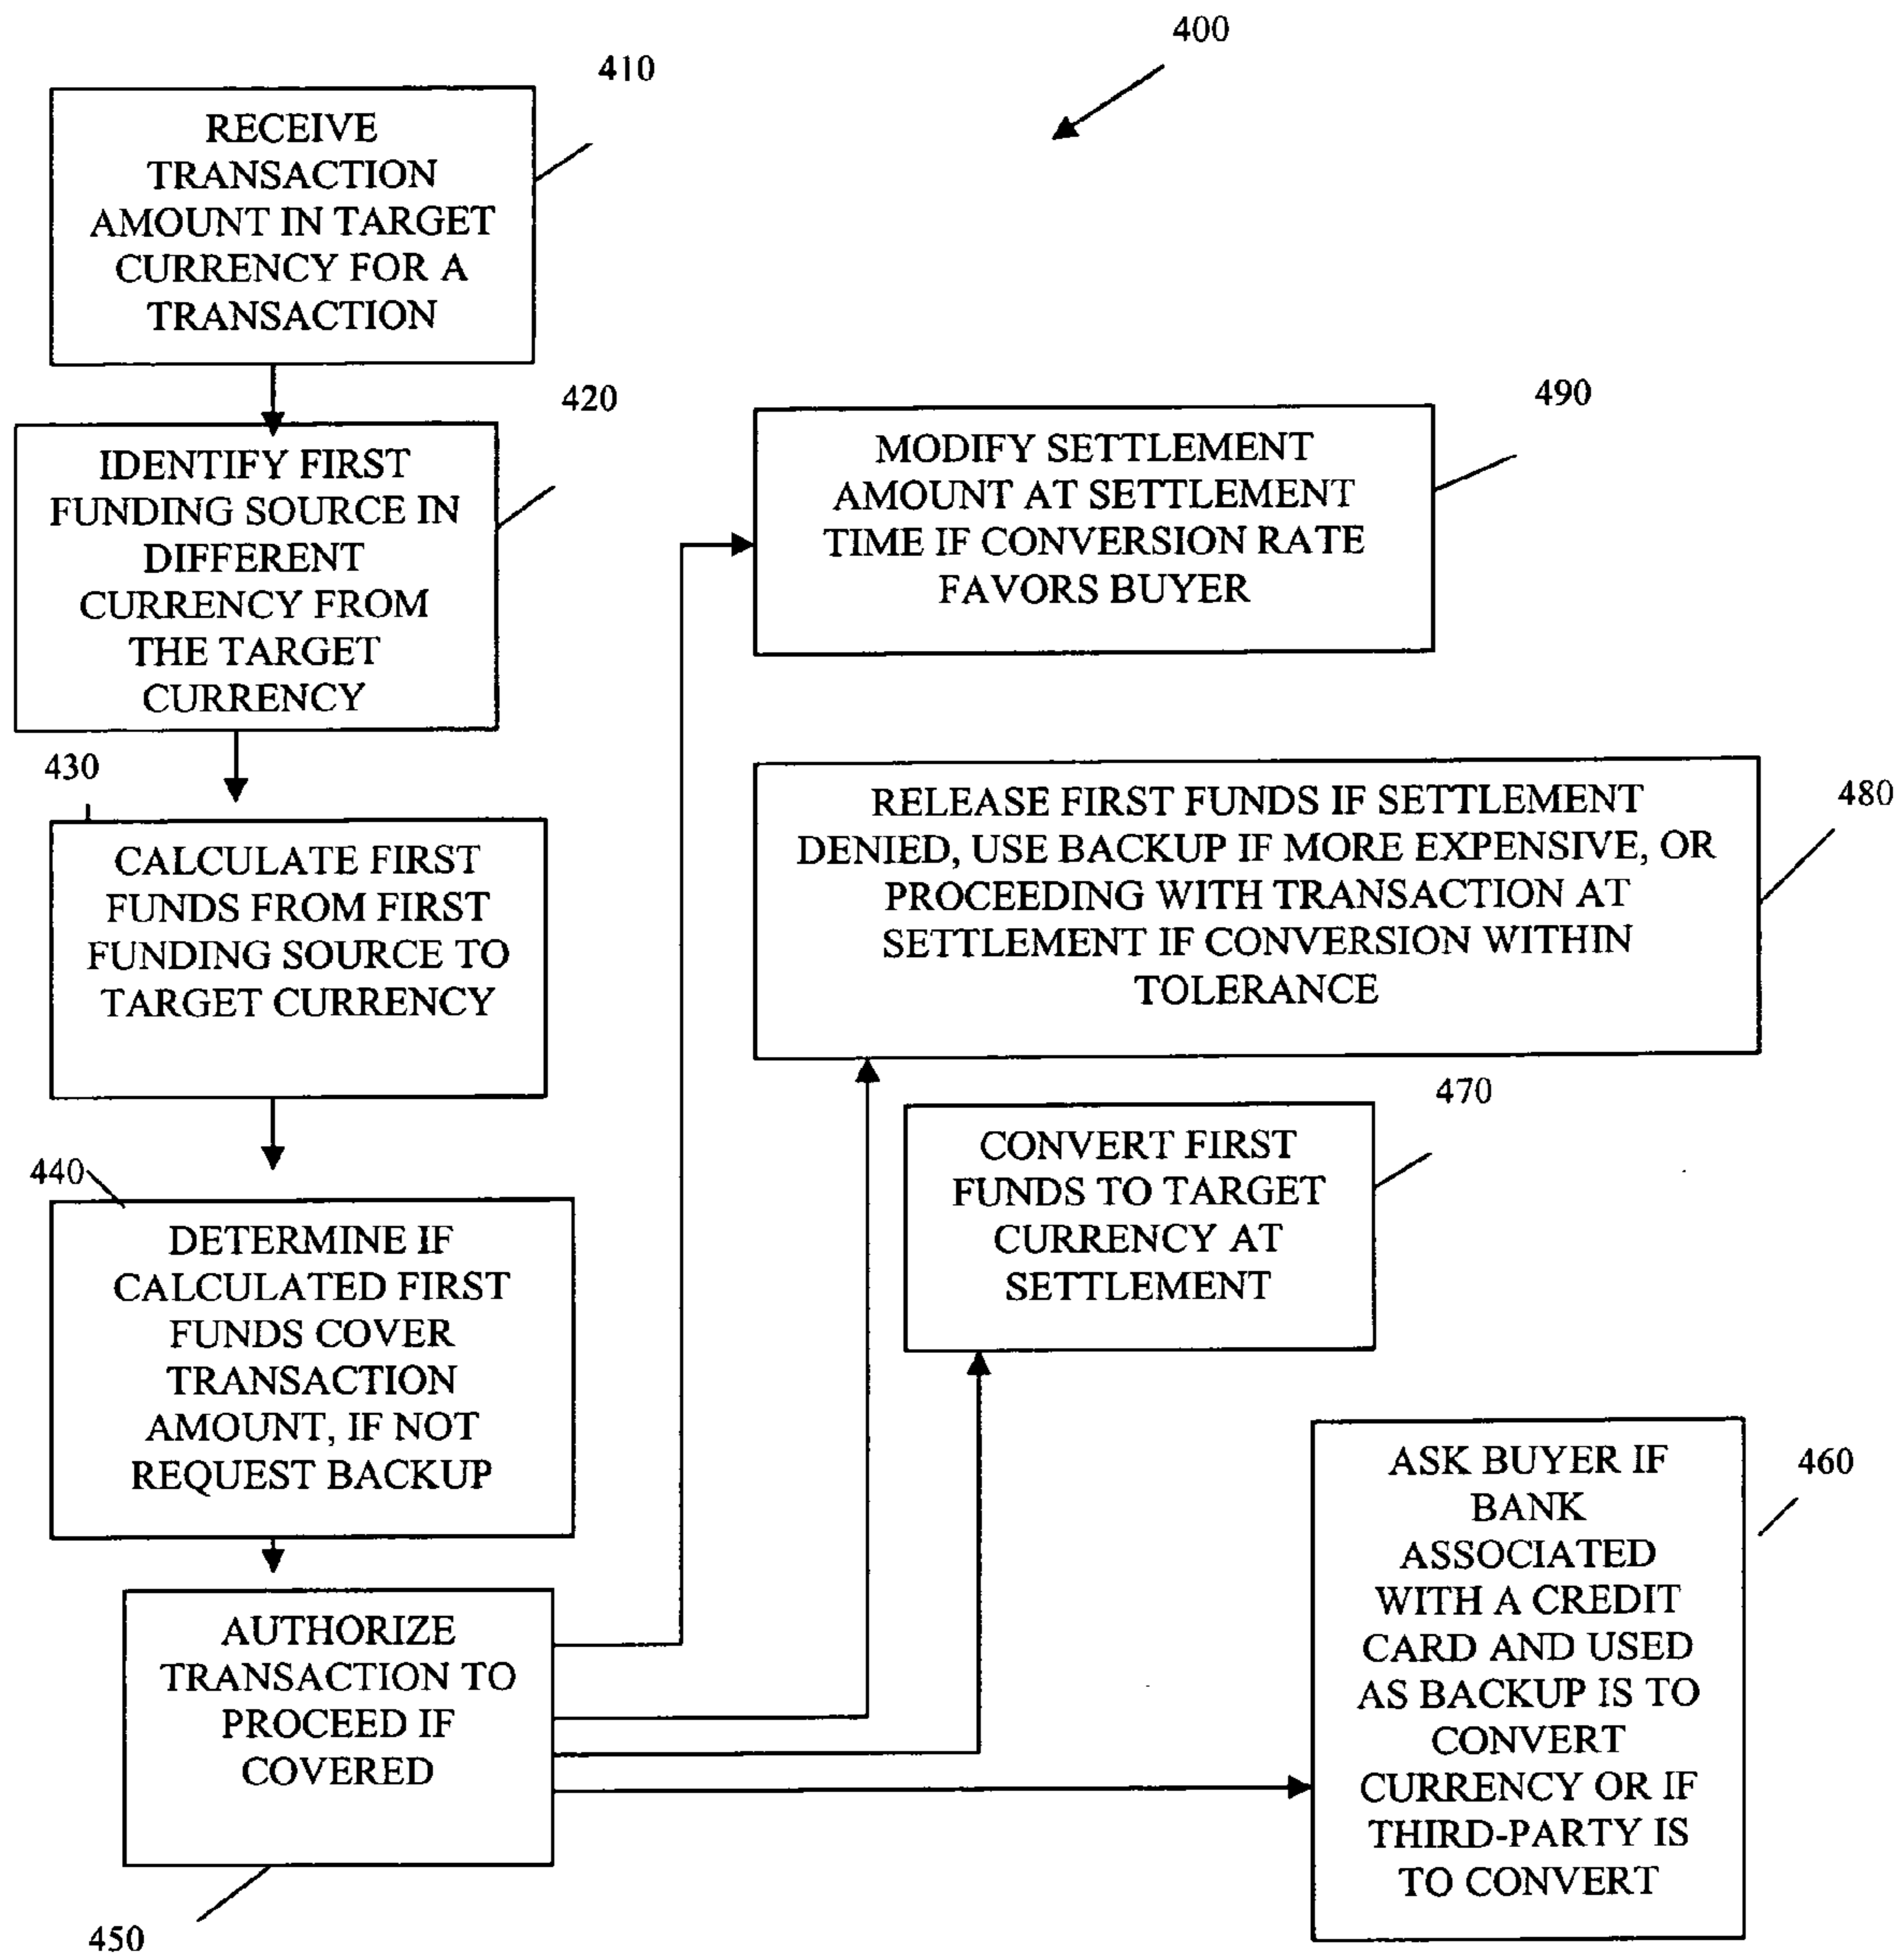 400
410
RECEIVE
TRANSACTION
AMOUNT IN TARGET
CURRENCY FOR A
TRANSACTION
420
IDENTIFY FIRST
FUNDING SOURCE IN
DIFFERENT
CURRENCY FROM
THE TARGET
CURRENCY
430
CALCULATE FIRST
FUNDS FROM FIRST
FUNDING SOURCE TO
TARGET CURRENCY
440
DETERMINE IF
CALCULATED FIRST
FUNDS COVER
TRANSACTION
AMOUNT, IF NOT
REQUEST BACKUP
AUTHORIZE
TRANSACTION TO
PROCEED IF
COVERED
450
490
MODIFY SETTLEMENT
AMOUNT AT SETTLEMENT
TIME IF CONVERSION RATE
FAVORS BUYER
480
RELEASE FIRST FUNDS IF SETTLEMENT
DENIED, USE BACKUP IF MORE EXPENSIVE, OR
PROCEEDING WITH TRANSACTION AT
SETTLEMENT IF CONVERSION WITHIN
TOLERANCE
470
CONVERT FIRST
FUNDS TO TARGET
CURRENCY AT
SETTLEMENT
460
ASK BUYER IF
BANK
ASSOCIATED
WITH A CREDIT
CARD AND USED
AS BACKUP IS TO
CONVERT
CURRENCY OR IF
THIRD-PARTY IS
TO CONVERT